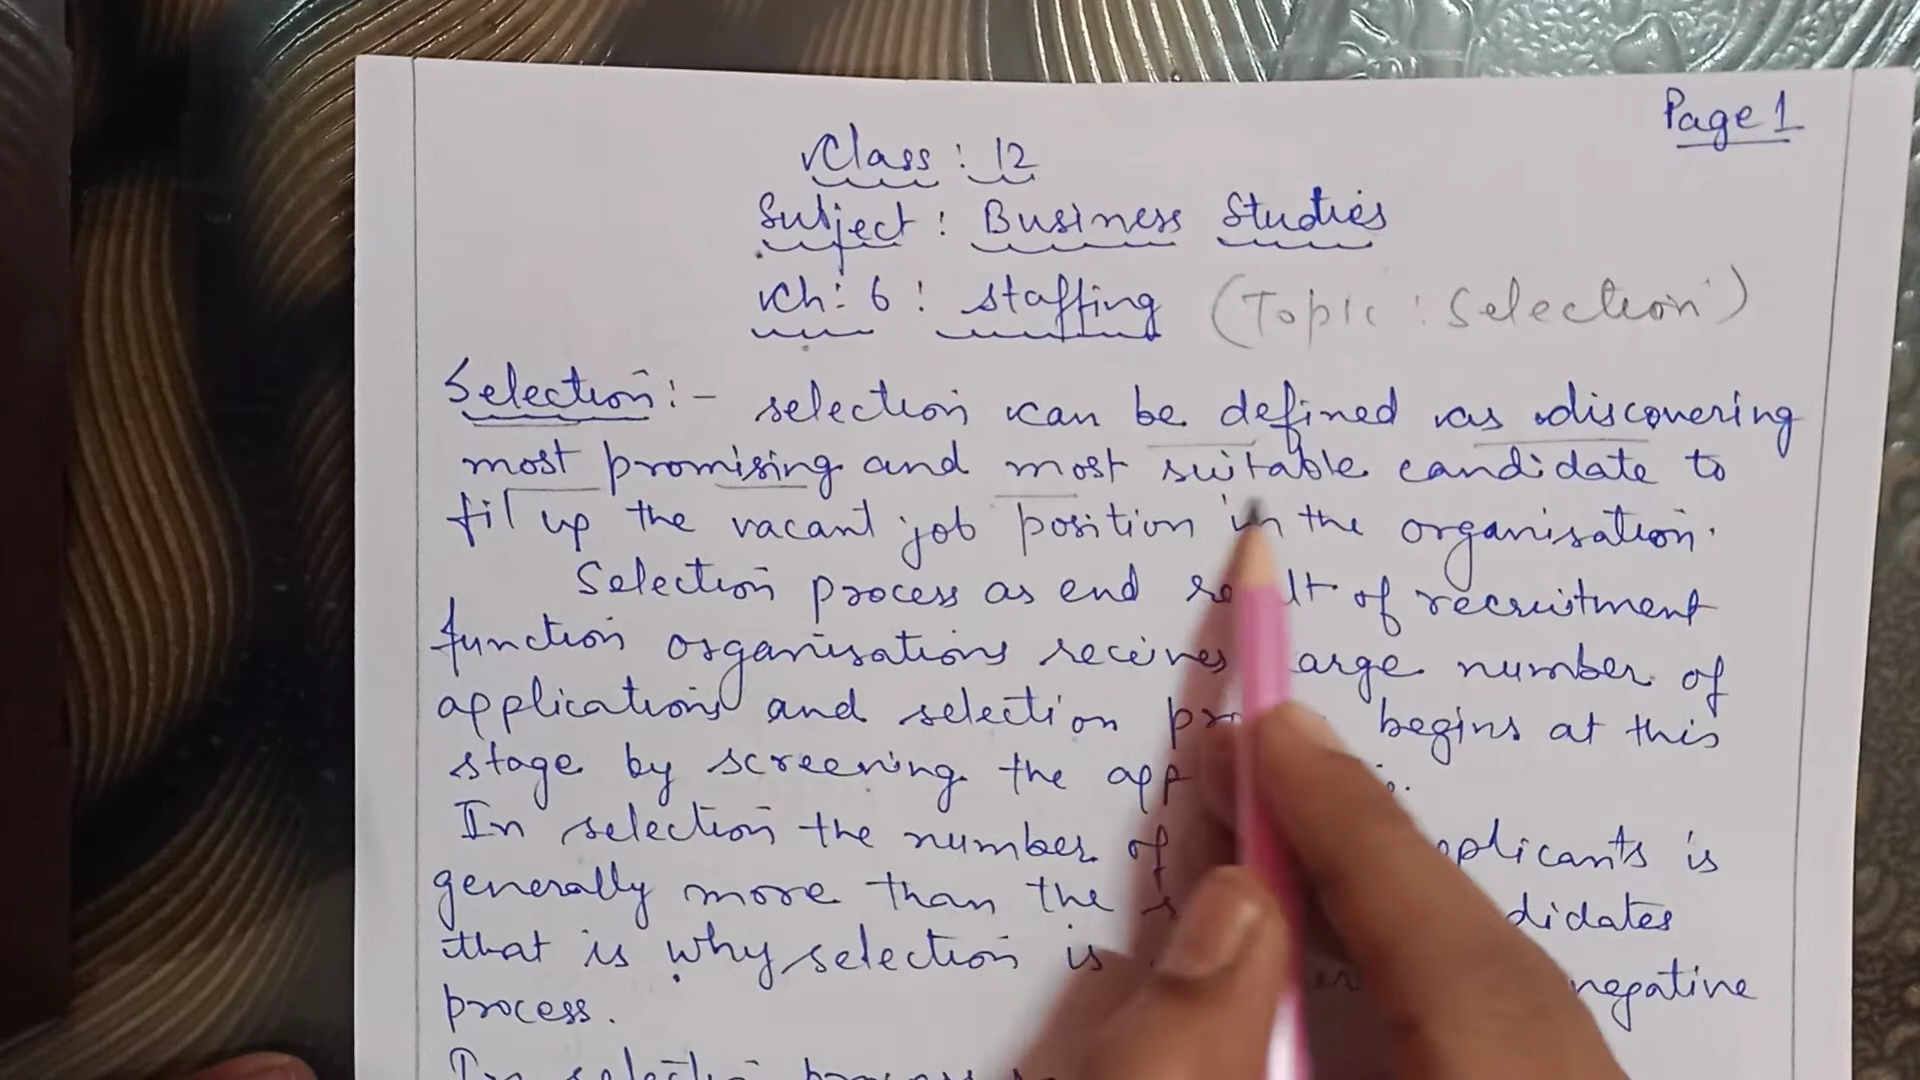 Page 1
Class : 12
Subject : Business Studies
Ch: 6 : Staffing (Topic : Selection)
Selection :- selection can be defined as discovering
most promising and most suitable candidate to
fil up the vacant job position in the organisation.
Selection process as end of recruitment
function organisations receives large number of
applications and selection begins at this
stage by screening the
In selection the number of applicants is
generally more than the
that is why selection is negative
process.